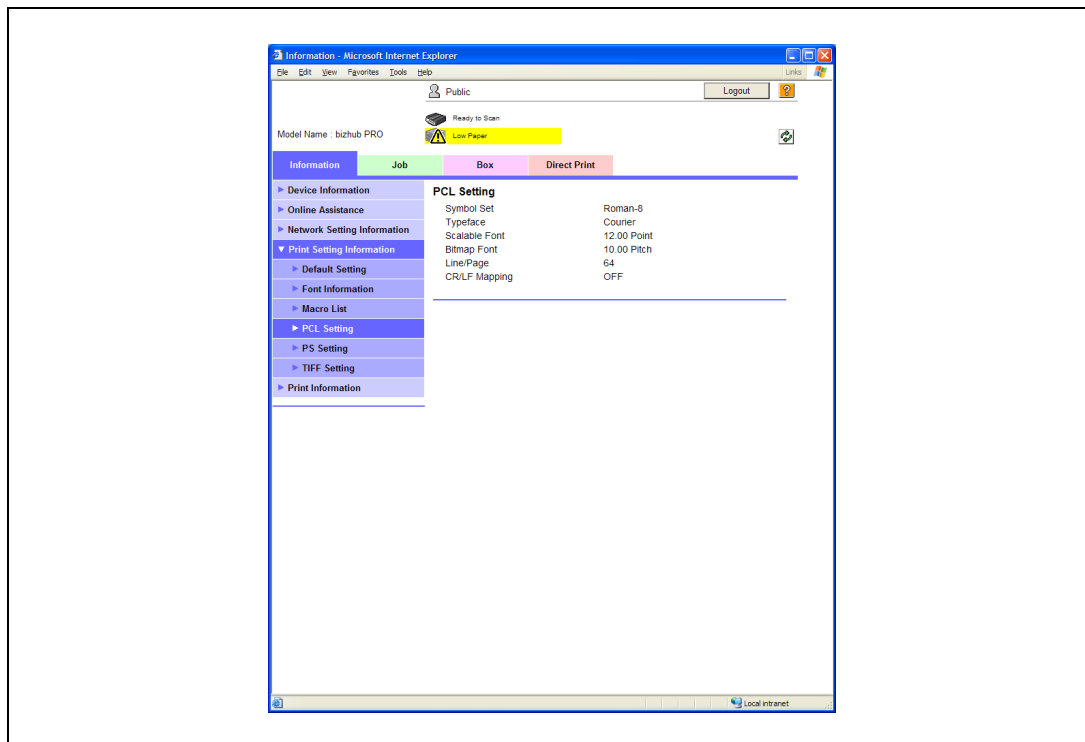 Information - Microsoft Internet Explorer
File Edit View Favorites Tools Help Links
Public Logout ?
Ready to Scan
Model Name : bizhub PRO Low Paper
Information Job Box Direct Print
Device Information
Online Assistance
Network Setting Information
Print Setting Information
Default Setting
Font Information
Macro List
PCL Setting
PS Setting
TIFF Setting
Print Information
PCL Setting
Symbol Set Roman-8
Typeface Courier
Scalable Font 12.00 Point
Bitmap Font 10.00 Pitch
Line/Page 64
CR/LF Mapping OFF
Local intranet